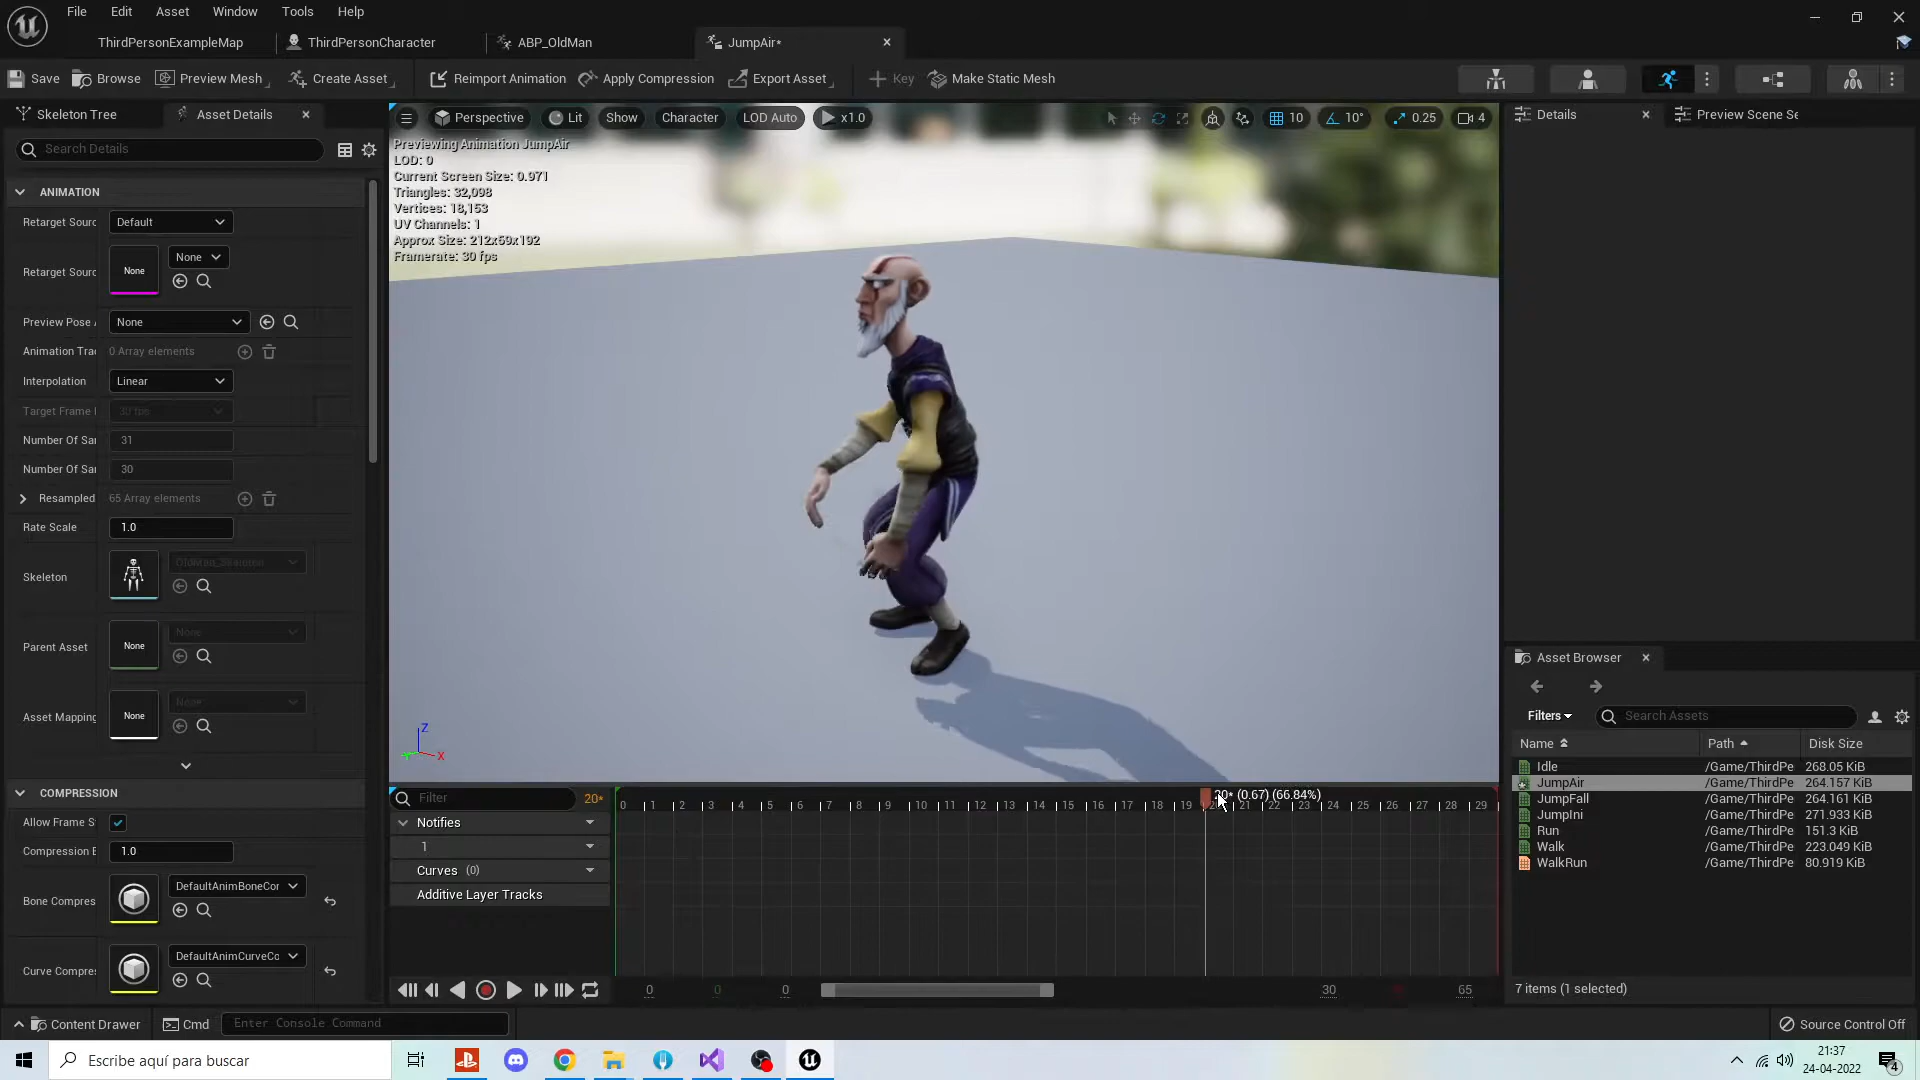 File Edit Asset Window Tools Help
ThirdPersonExampleMap ThirdPersonCharacter ABP_OldMan JumpAir*
Save Browse Preview Mesh Create Asset Reimport Animation Apply Compression Export Asset Key Make Static Mesh
Skeleton Tree Asset Details
Search Details
ANIMATION
Retarget Sourc Default
Retarget Sourc None None
Preview Pose A None
Animation Trac 0 Array elements
Interpolation Linear
Target Frame 30 fps
Number Of Sar 31
Number Of Sar 30
Resampled 65 Array elements
Rate Scale 1.0
Skeleton OldMan_Skeleton
Parent Asset None None
Asset Mapping None None
COMPRESSION
Allow Frame S
Compression E 1.0
Bone Compres DefaultAnimBoneCor
Curve Compres DefaultAnimCurveCo
Perspective Lit Show Character LOD Auto x1.0 10 10° 0.25 4
Previewing Animation JumpAir
LOD: 0
Current Screen Size: 0.971
Triangles: 32,098
Vertices: 18,153
UV Channels: 1
Approx Size: 212x59x192
Framerate: 30 fps
Z
X
Filter 20*
20* (0.67) (66.84%)
0 1 2 3 4 5 6 7 8 9 10 11 12 13 14 15 16 17 18 19 20 21 22 23 24 25 26 27 28 29
Notifies
1
Curves (0)
Additive Layer Tracks
0 0 0 30 65
Details Preview Scene Se
Asset Browser
Filters Search Assets
Name Path Disk Size
Idle /Game/ThirdPe 268.05 KiB
JumpAir /Game/ThirdPe 264.157 KiB
JumpFall /Game/ThirdPe 264.161 KiB
JumpIni /Game/ThirdPe 271.933 KiB
Run /Game/ThirdPe 151.3 KiB
Walk /Game/ThirdPe 223.049 KiB
WalkRun /Game/ThirdPe 80.919 KiB
7 items (1 selected)
Content Drawer Cmd Enter Console Command Source Control Off
Escribe aquí para buscar
21:37
24-04-2022
4